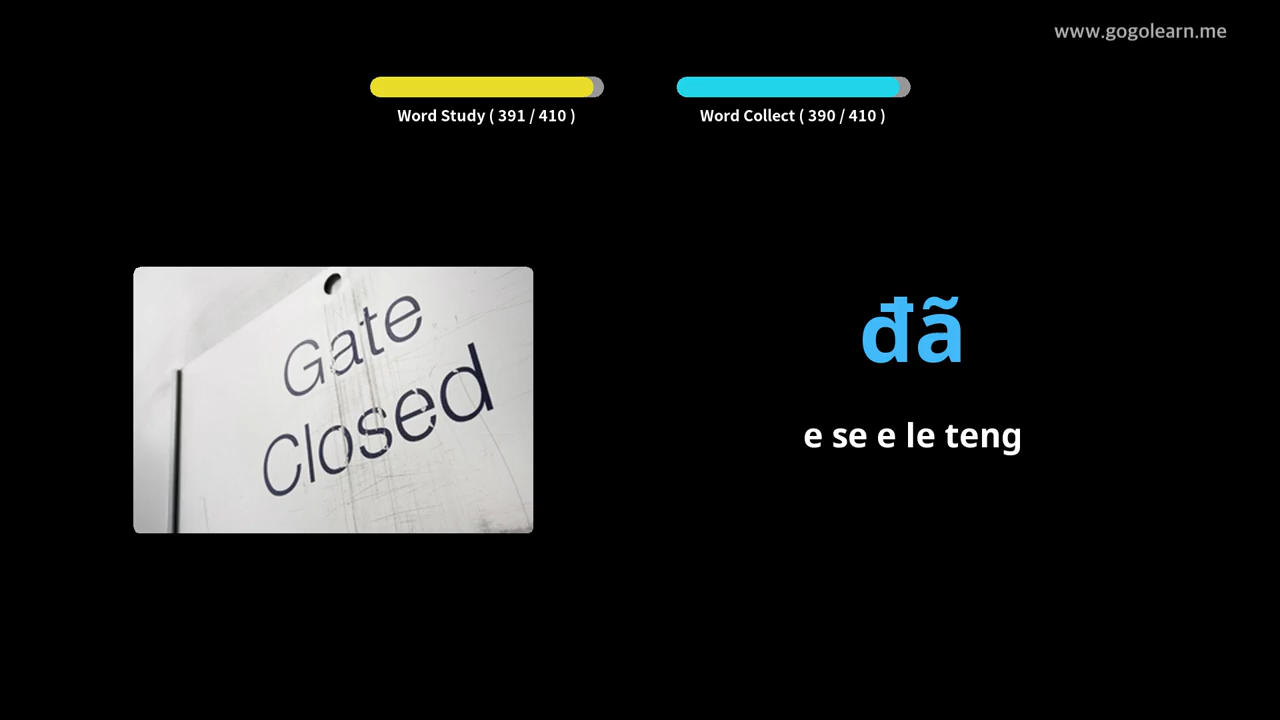 www.gogolearn.me
Word Study ( 391 / 410 )
Word Collect ( 390 / 410 )
Gate
Closed
đã
e se e le teng